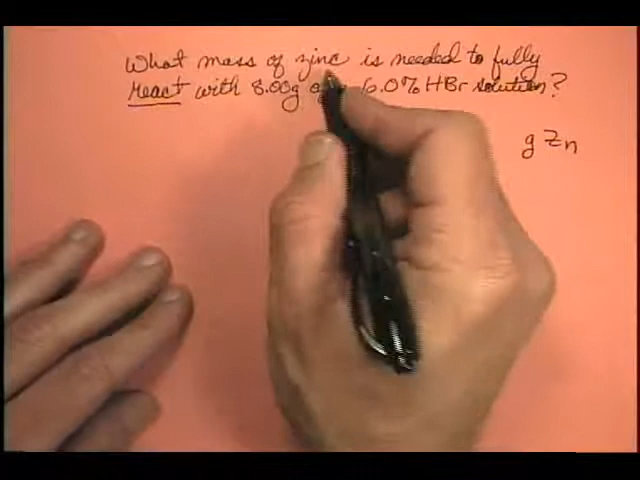 What mass of zinc is needed to fully
react with 8.00g 6.0% HBr solution?
g Zn